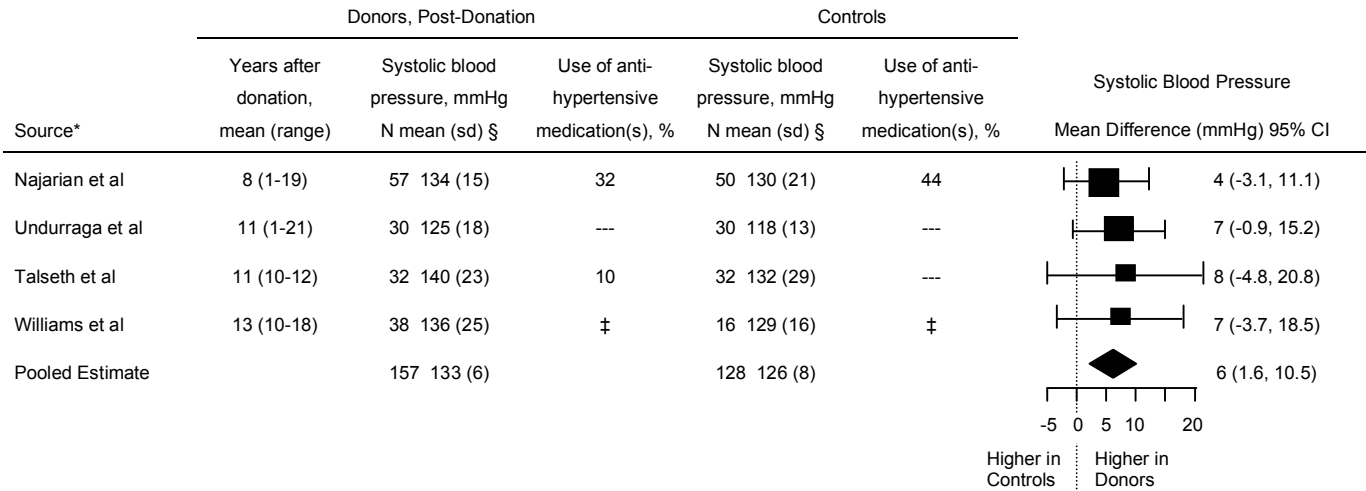 Donors, Post-Donation Controls
Years after Systolic blood Use of anti- Systolic blood Use of anti-
donation, pressure, mmHg hypertensive pressure, mmHg hypertensive Systolic Blood Pressure
Source* mean (range) N mean (sd) § medication(s), % N mean (sd) § medication(s), % Mean Difference (mmHg) 95% CI
Najarian et al 8 (1-19) 57 134 (15) 32 50 130 (21) 44 4 (-3.1, 11.1)
Undurraga et al 11 (1-21) 30 125 (18) --- 30 118 (13) --- 7 (-0.9, 15.2)
Talseth et al 11 (10-12) 32 140 (23) 10 32 132 (29) --- 8 (-4.8, 20.8)
Williams et al 13 (10-18) 38 136 (25) ‡ 16 129 (16) ‡ 7 (-3.7, 18.5)
Pooled Estimate 157 133 (6) 128 126 (8) 6 (1.6, 10.5)
-5 0 5 10 20
Higher in Higher in
Controls Donors